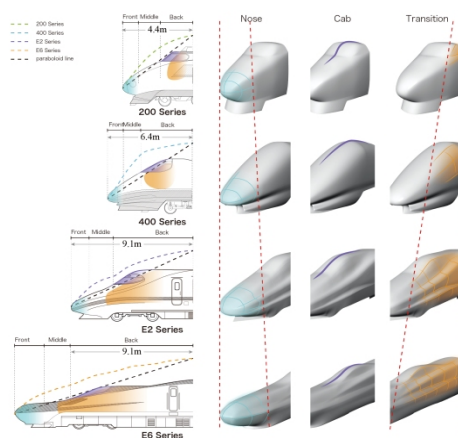 200 Series
400 Series
E2 Series
E6 Series
paraboloid line
Front Middle Back
4.4m
200 Series
Front Middle Back
6.4m
400 Series
Front Middle Back
9.1m
E2 Series
Front Middle Back
9.1m
E6 Series
Nose Cab Transition